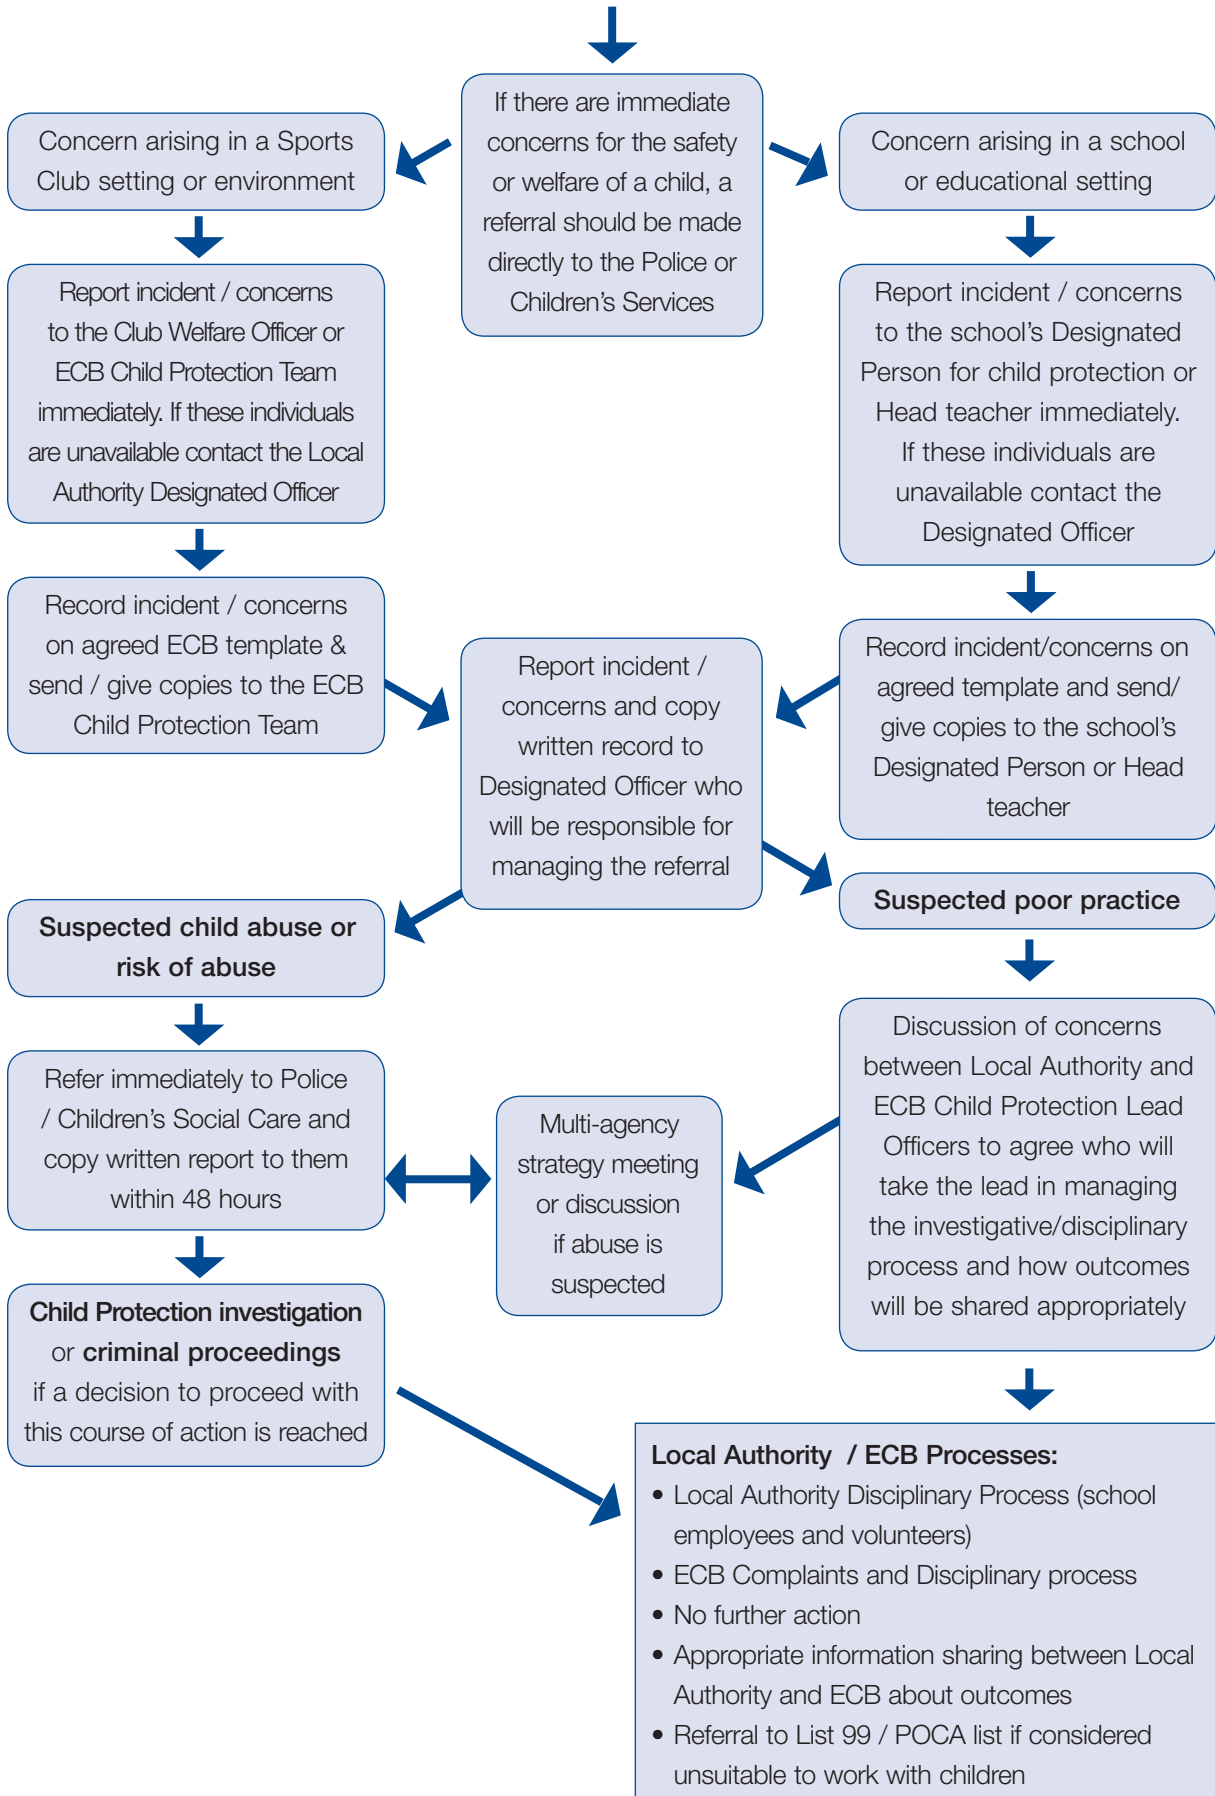 If there are immediate
concerns for the safety
or welfare of a child, a
referral should be made
directly to the Police or
Children’s Services
Concern arising in a Sports
Club setting or environment
Report incident / concerns
to the Club Welfare Officer or
ECB Child Protection Team
immediately. If these individuals
are unavailable contact the Local
Authority Designated Officer
Record incident / concerns
on agreed ECB template &
send / give copies to the ECB
Child Protection Team
Concern arising in a school
or educational setting
Report incident / concerns
to the school’s Designated
Person for child protection or
Head teacher immediately.
If these individuals are
unavailable contact the
Designated Officer
Record incident/concerns on
agreed template and send/
give copies to the school’s
Designated Person or Head
teacher
Report incident /
concerns and copy
written record to
Designated Officer who
will be responsible for
managing the referral
Suspected child abuse or
risk of abuse
Refer immediately to Police
/ Children’s Social Care and
copy written report to them
within 48 hours
Multi-agency
strategy meeting
or discussion
if abuse is
suspected
Child Protection investigation
or criminal proceedings
if a decision to proceed with
this course of action is reached
Suspected poor practice
Discussion of concerns
between Local Authority and
ECB Child Protection Lead
Officers to agree who will
take the lead in managing
the investigative/disciplinary
process and how outcomes
will be shared appropriately
Local Authority / ECB Processes:
• Local Authority Disciplinary Process (school
employees and volunteers)
• ECB Complaints and Disciplinary process
• No further action
• Appropriate information sharing between Local
Authority and ECB about outcomes
• Referral to List 99 / POCA list if considered
unsuitable to work with children